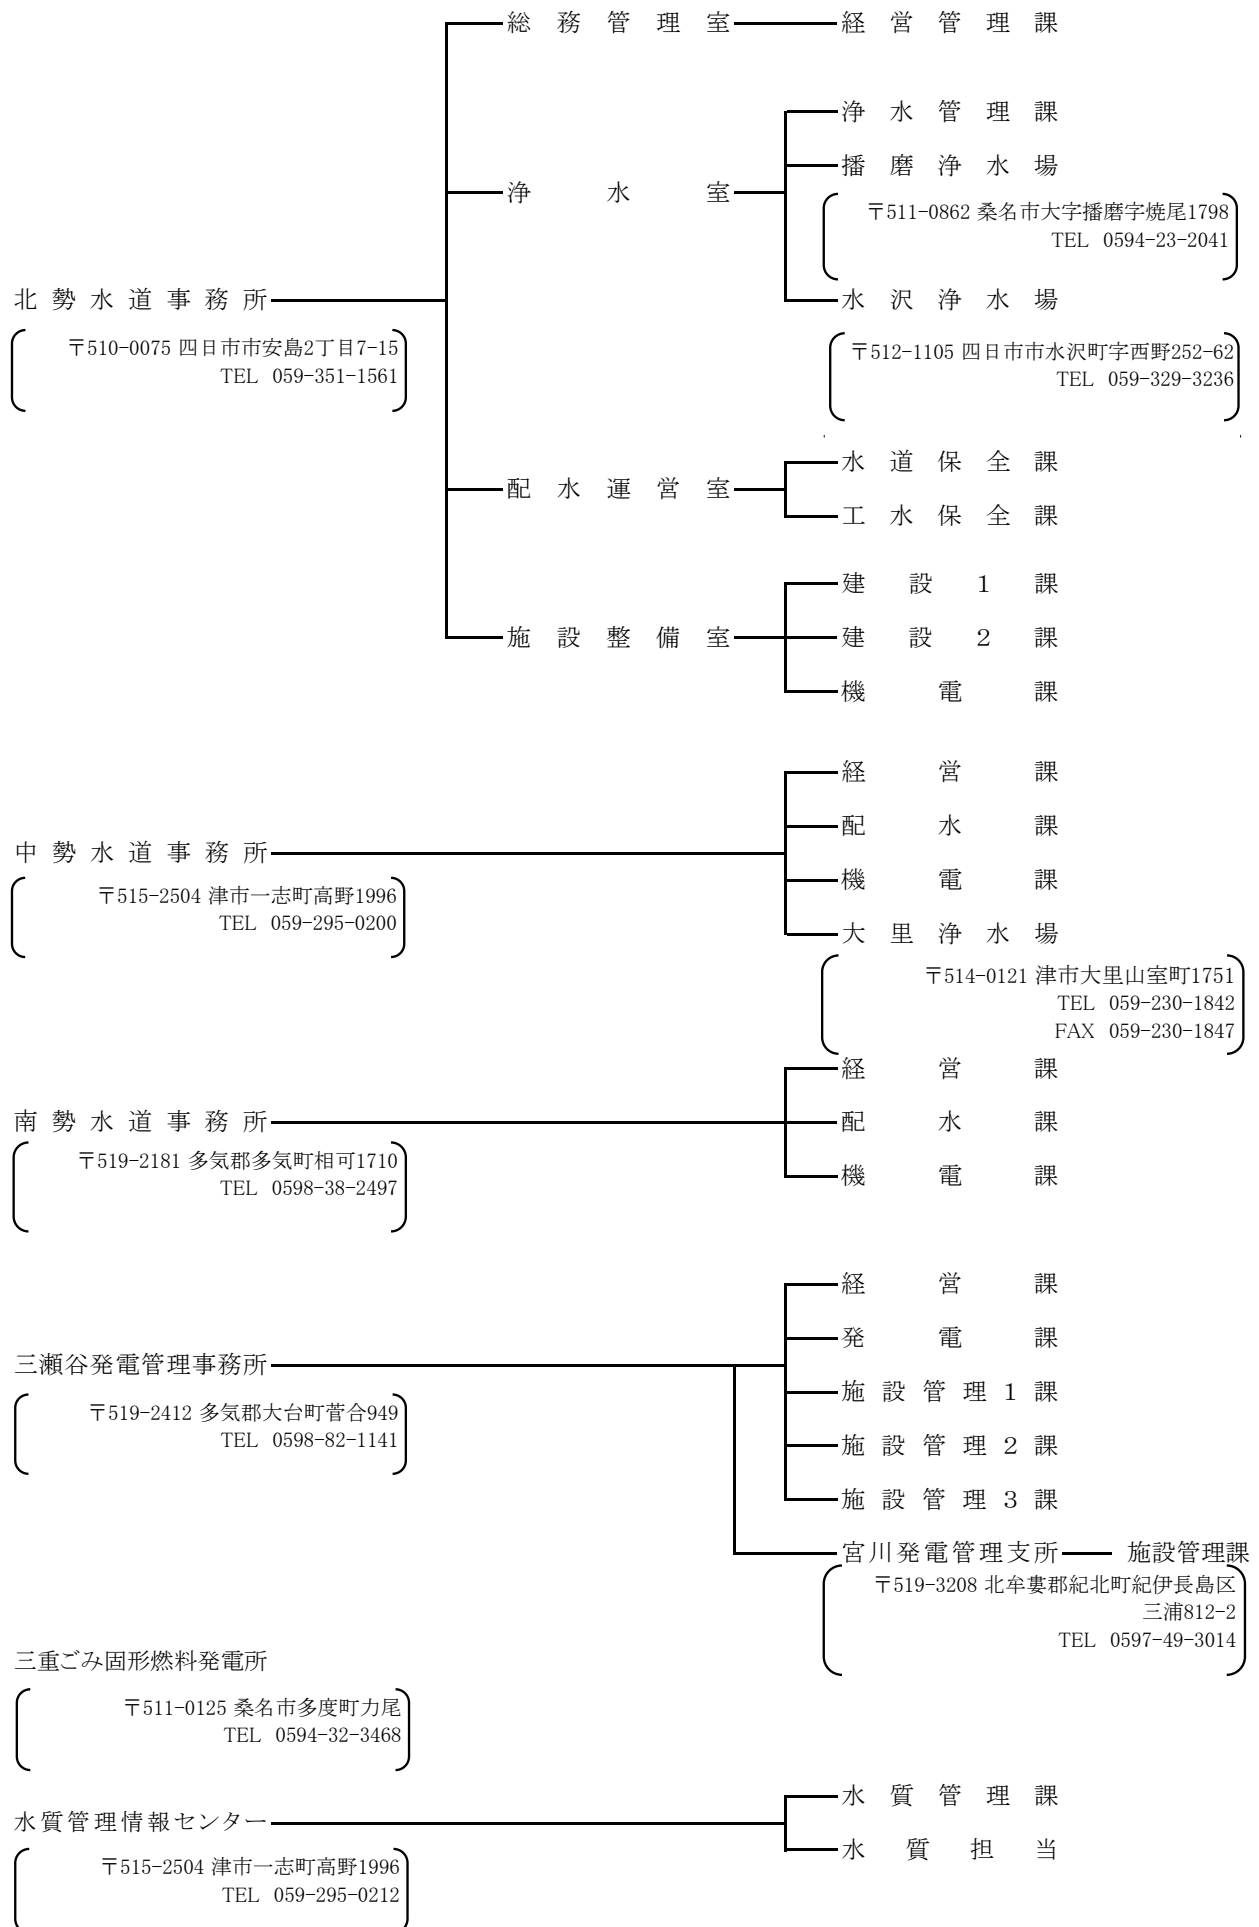 総務管理室 経営管理課
浄水管理課
播磨浄水場
浄水室
〒511-0862 桑名市大字播磨字焼尾1798
TEL 0594-23-2041
北勢水道事務所 水沢浄水場
〒510-0075 四日市市安島2丁目7-15
TEL 059-351-1561
〒512-1105 四日市市水沢町字西野252-62
TEL 059-329-3236
水道保全課
配水運営室
工水保全課
建設1課
施設整備室 建設2課
機電課
経営課
配水課
中勢水道事務所
〒515-2504 津市一志町高野1996
TEL 059-295-0200
機電課
大里浄水場
〒514-0121 津市大里山室町1751
TEL 059-230-1842
FAX 059-230-1847
経営課
南勢水道事務所 配水課
〒519-2181 多気郡多気町相可1710
TEL 0598-38-2497
機電課
経営課
発電課
三瀬谷発電管理事務所
〒519-2412 多気郡大台町菅合949
TEL 0598-82-1141
施設管理1課
施設管理2課
施設管理3課
宮川発電管理支所 施設管理課
〒519-3208 北牟婁郡紀北町紀伊長島区
三浦812-2
TEL 0597-49-3014
三重ごみ固形燃料発電所
〒511-0125 桑名市多度町力尾
TEL 0594-32-3468
水質管理課
水質管理情報センター
水質担当
〒515-2504 津市一志町高野1996
TEL 059-295-0212